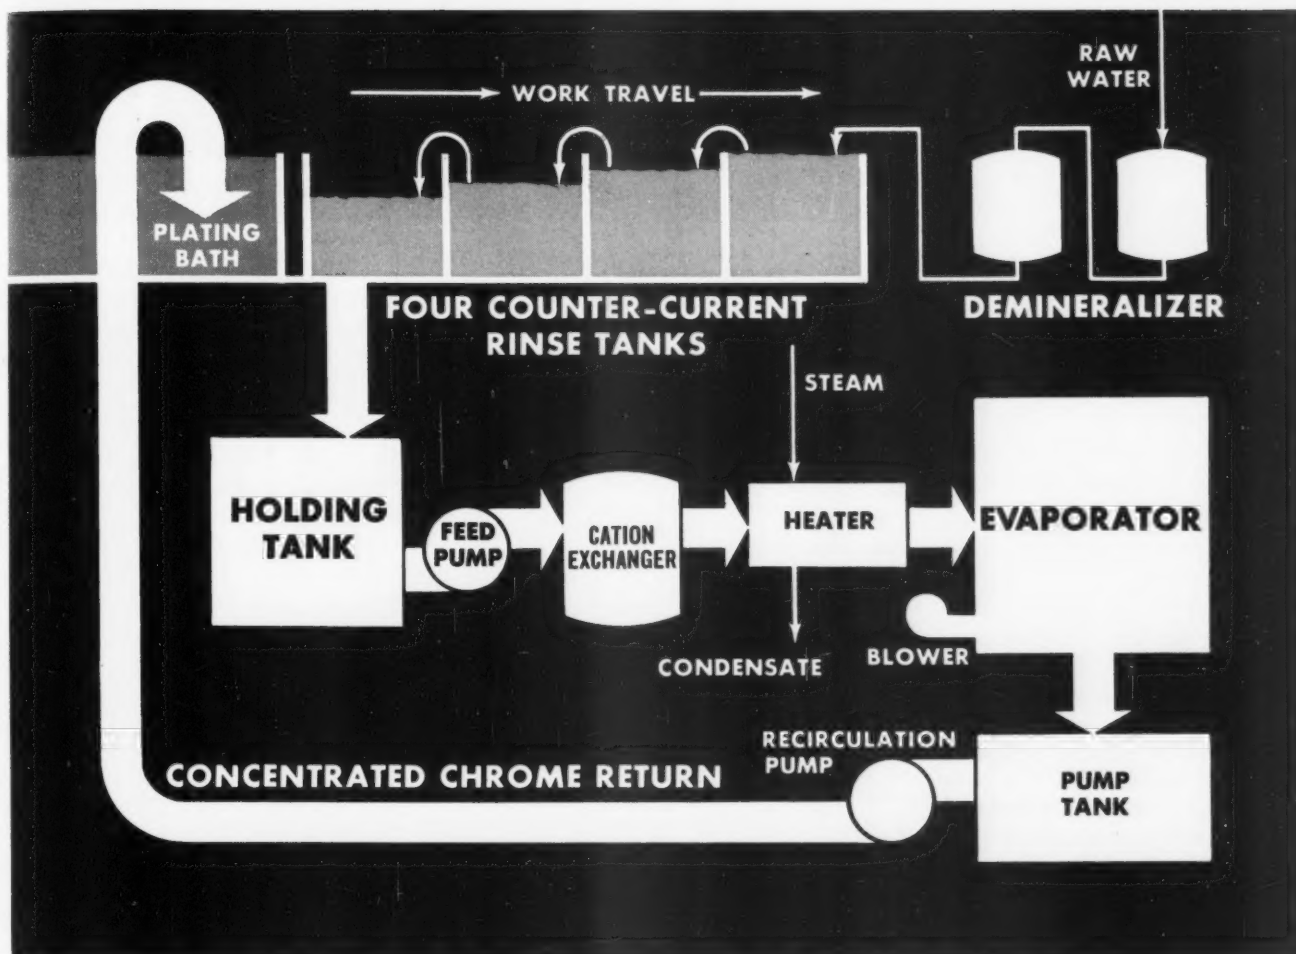 RAW
WATER
WORK TRAVEL
PLATING
BATH
FOUR COUNTER-CURRENT
RINSE TANKS
DEMINERALIZER
STEAM
HOLDING
TANK
FEED
PUMP
CATION
EXCHANGER
HEATER
EVAPORATOR
CONDENSATE
BLOWER
RECIRCULATION
PUMP
CONCENTRATED CHROME RETURN
PUMP
TANK